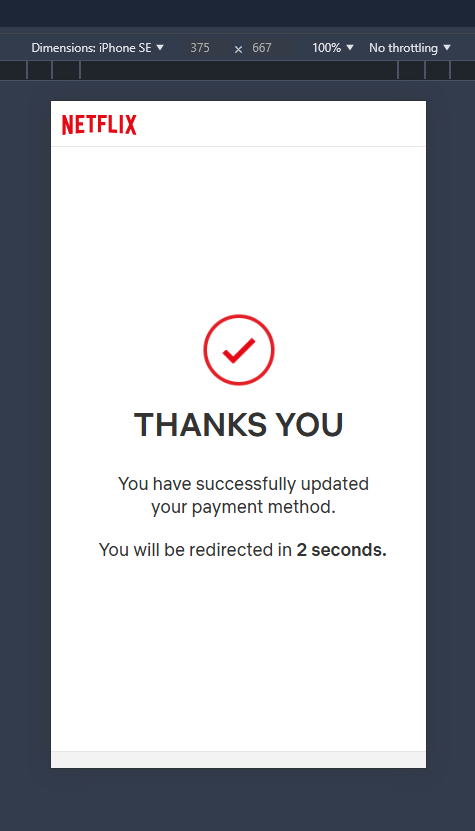 Dimensions: iPhone SE 375 × 667 100% No throttling
NETFLIX
THANKS YOU
You have successfully updated
your payment method.
You will be redirected in 2 seconds.